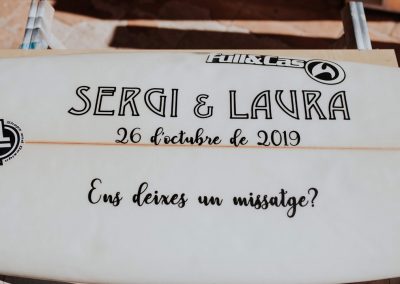 Full&Cas
SERGI & LAURA
26 d'octubre de 2019
Ens deixes un missatge?